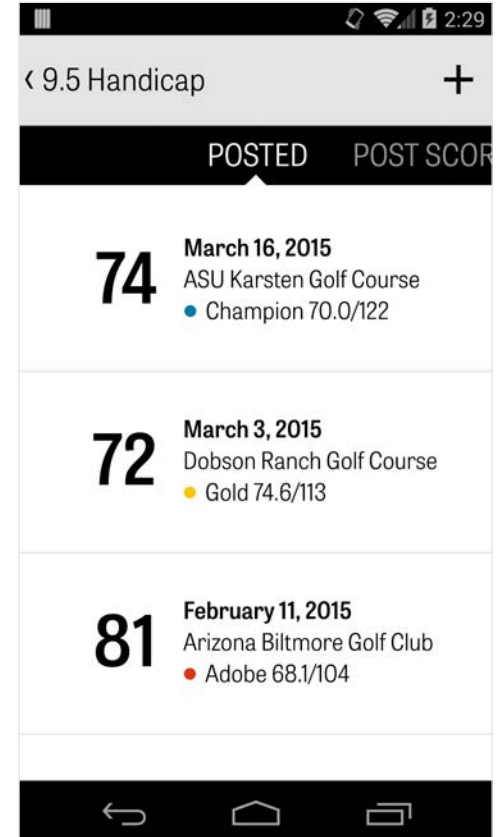 2:29
‹ 9.5 Handicap +
POSTED POST SCOR
74
March 16, 2015
ASU Karsten Golf Course
Champion 70.0/122
72
March 3, 2015
Dobson Ranch Golf Course
Gold 74.6/113
81
February 11, 2015
Arizona Biltmore Golf Club
Adobe 68.1/104